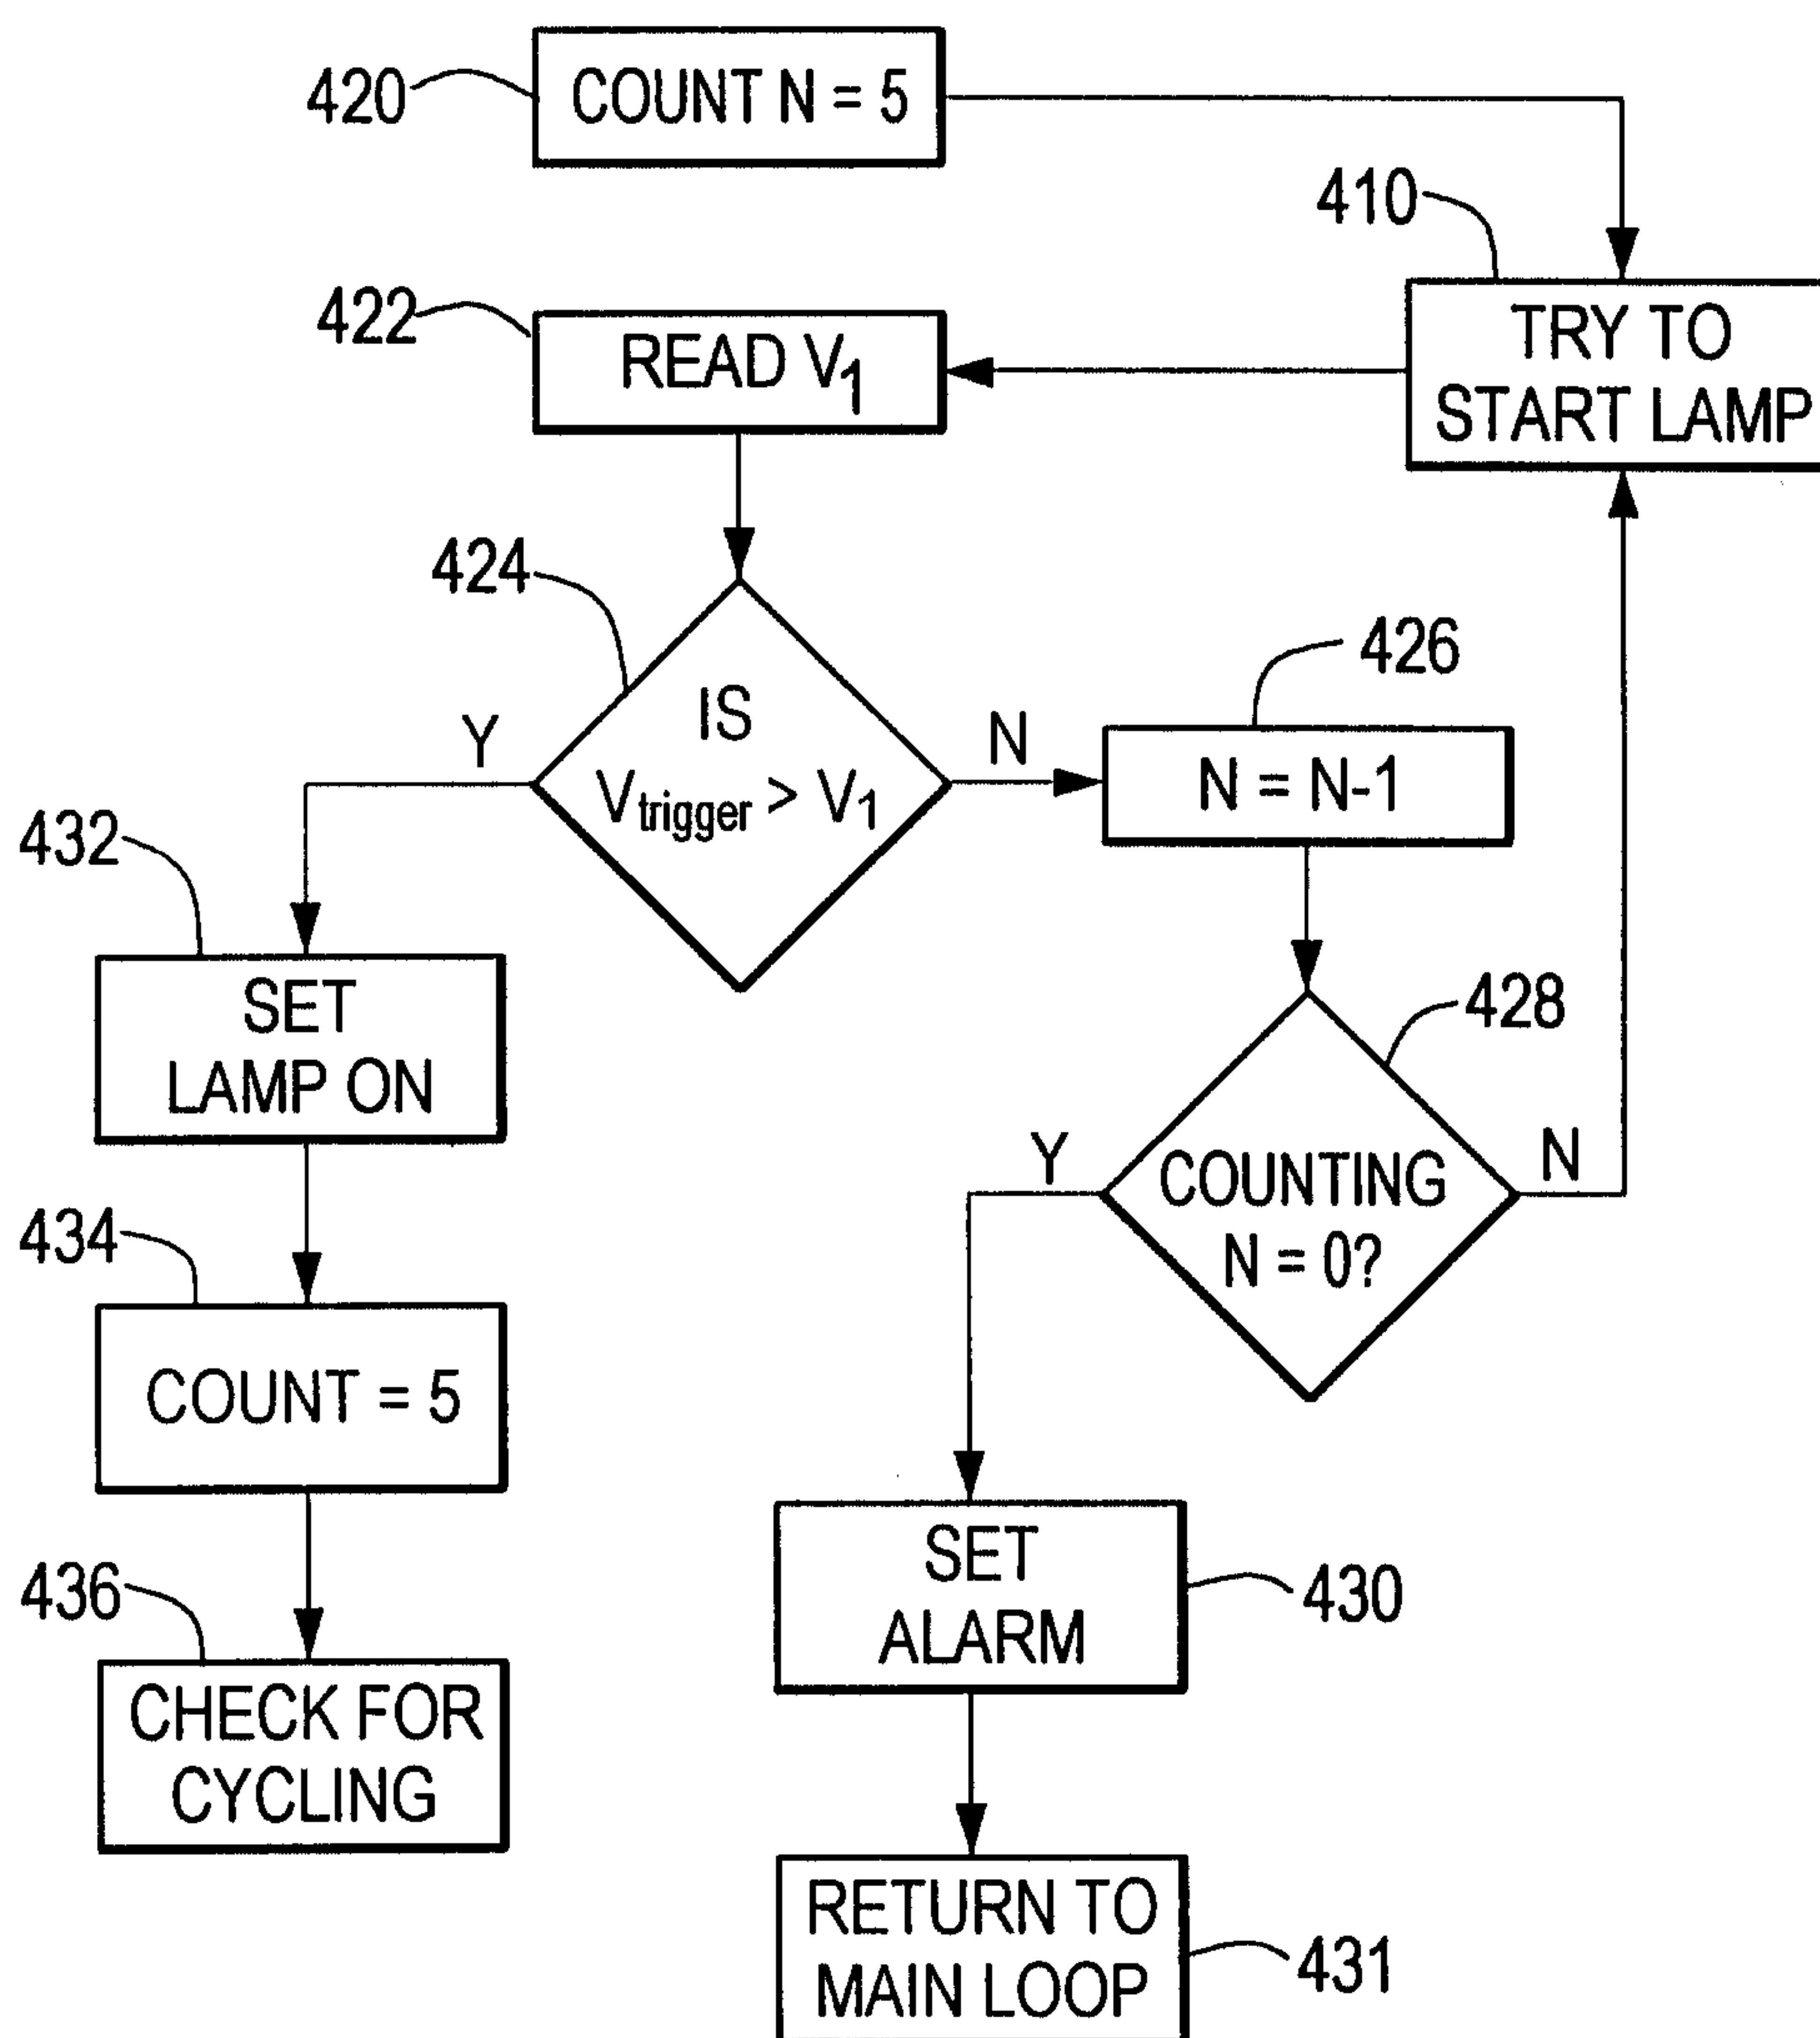 420
COUNT N = 5
410
TRY TO
START LAMP
422
READ V1
424
IS
Vtrigger > V1
Y
N
426
N = N-1
432
SET
LAMP ON
428
COUNTING
N = 0?
Y
N
434
COUNT = 5
430
SET
ALARM
436
CHECK FOR
CYCLING
431
RETURN TO
MAIN LOOP